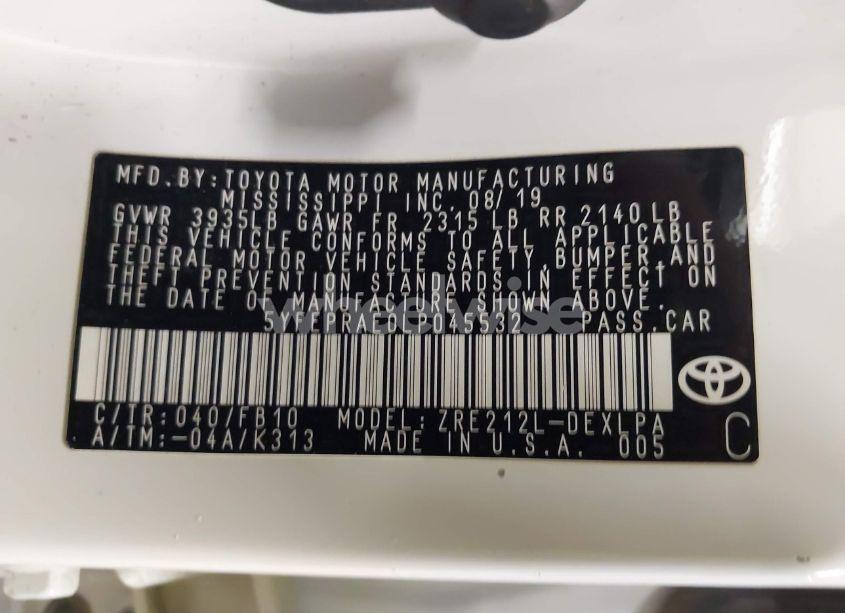 MFD.BY:TOYOTA MOTOR MANUFACTURING
MISSISSIPPI INC. 08/19
GVWR 3935LB GAWR FR 2315 LB RR 2140 LB
THIS VEHICLE CONFORMS TO ALL APPLICABLE
FEDERAL MOTOR VEHICLE SAFETY, BUMPER,AND
THEFT PREVENTION STANDARDS IN EFFECT ON
THE DATE OF MANUFACTURE SHOWN ABOVE.
5YFEPRAE0LP045532 PASS.CAR
wheelwise
C/TR: 040/FB10 MODEL: ZRE212L-DEXLPA
A/TM:-04A/K313 MADE IN U.S.A. 005
C